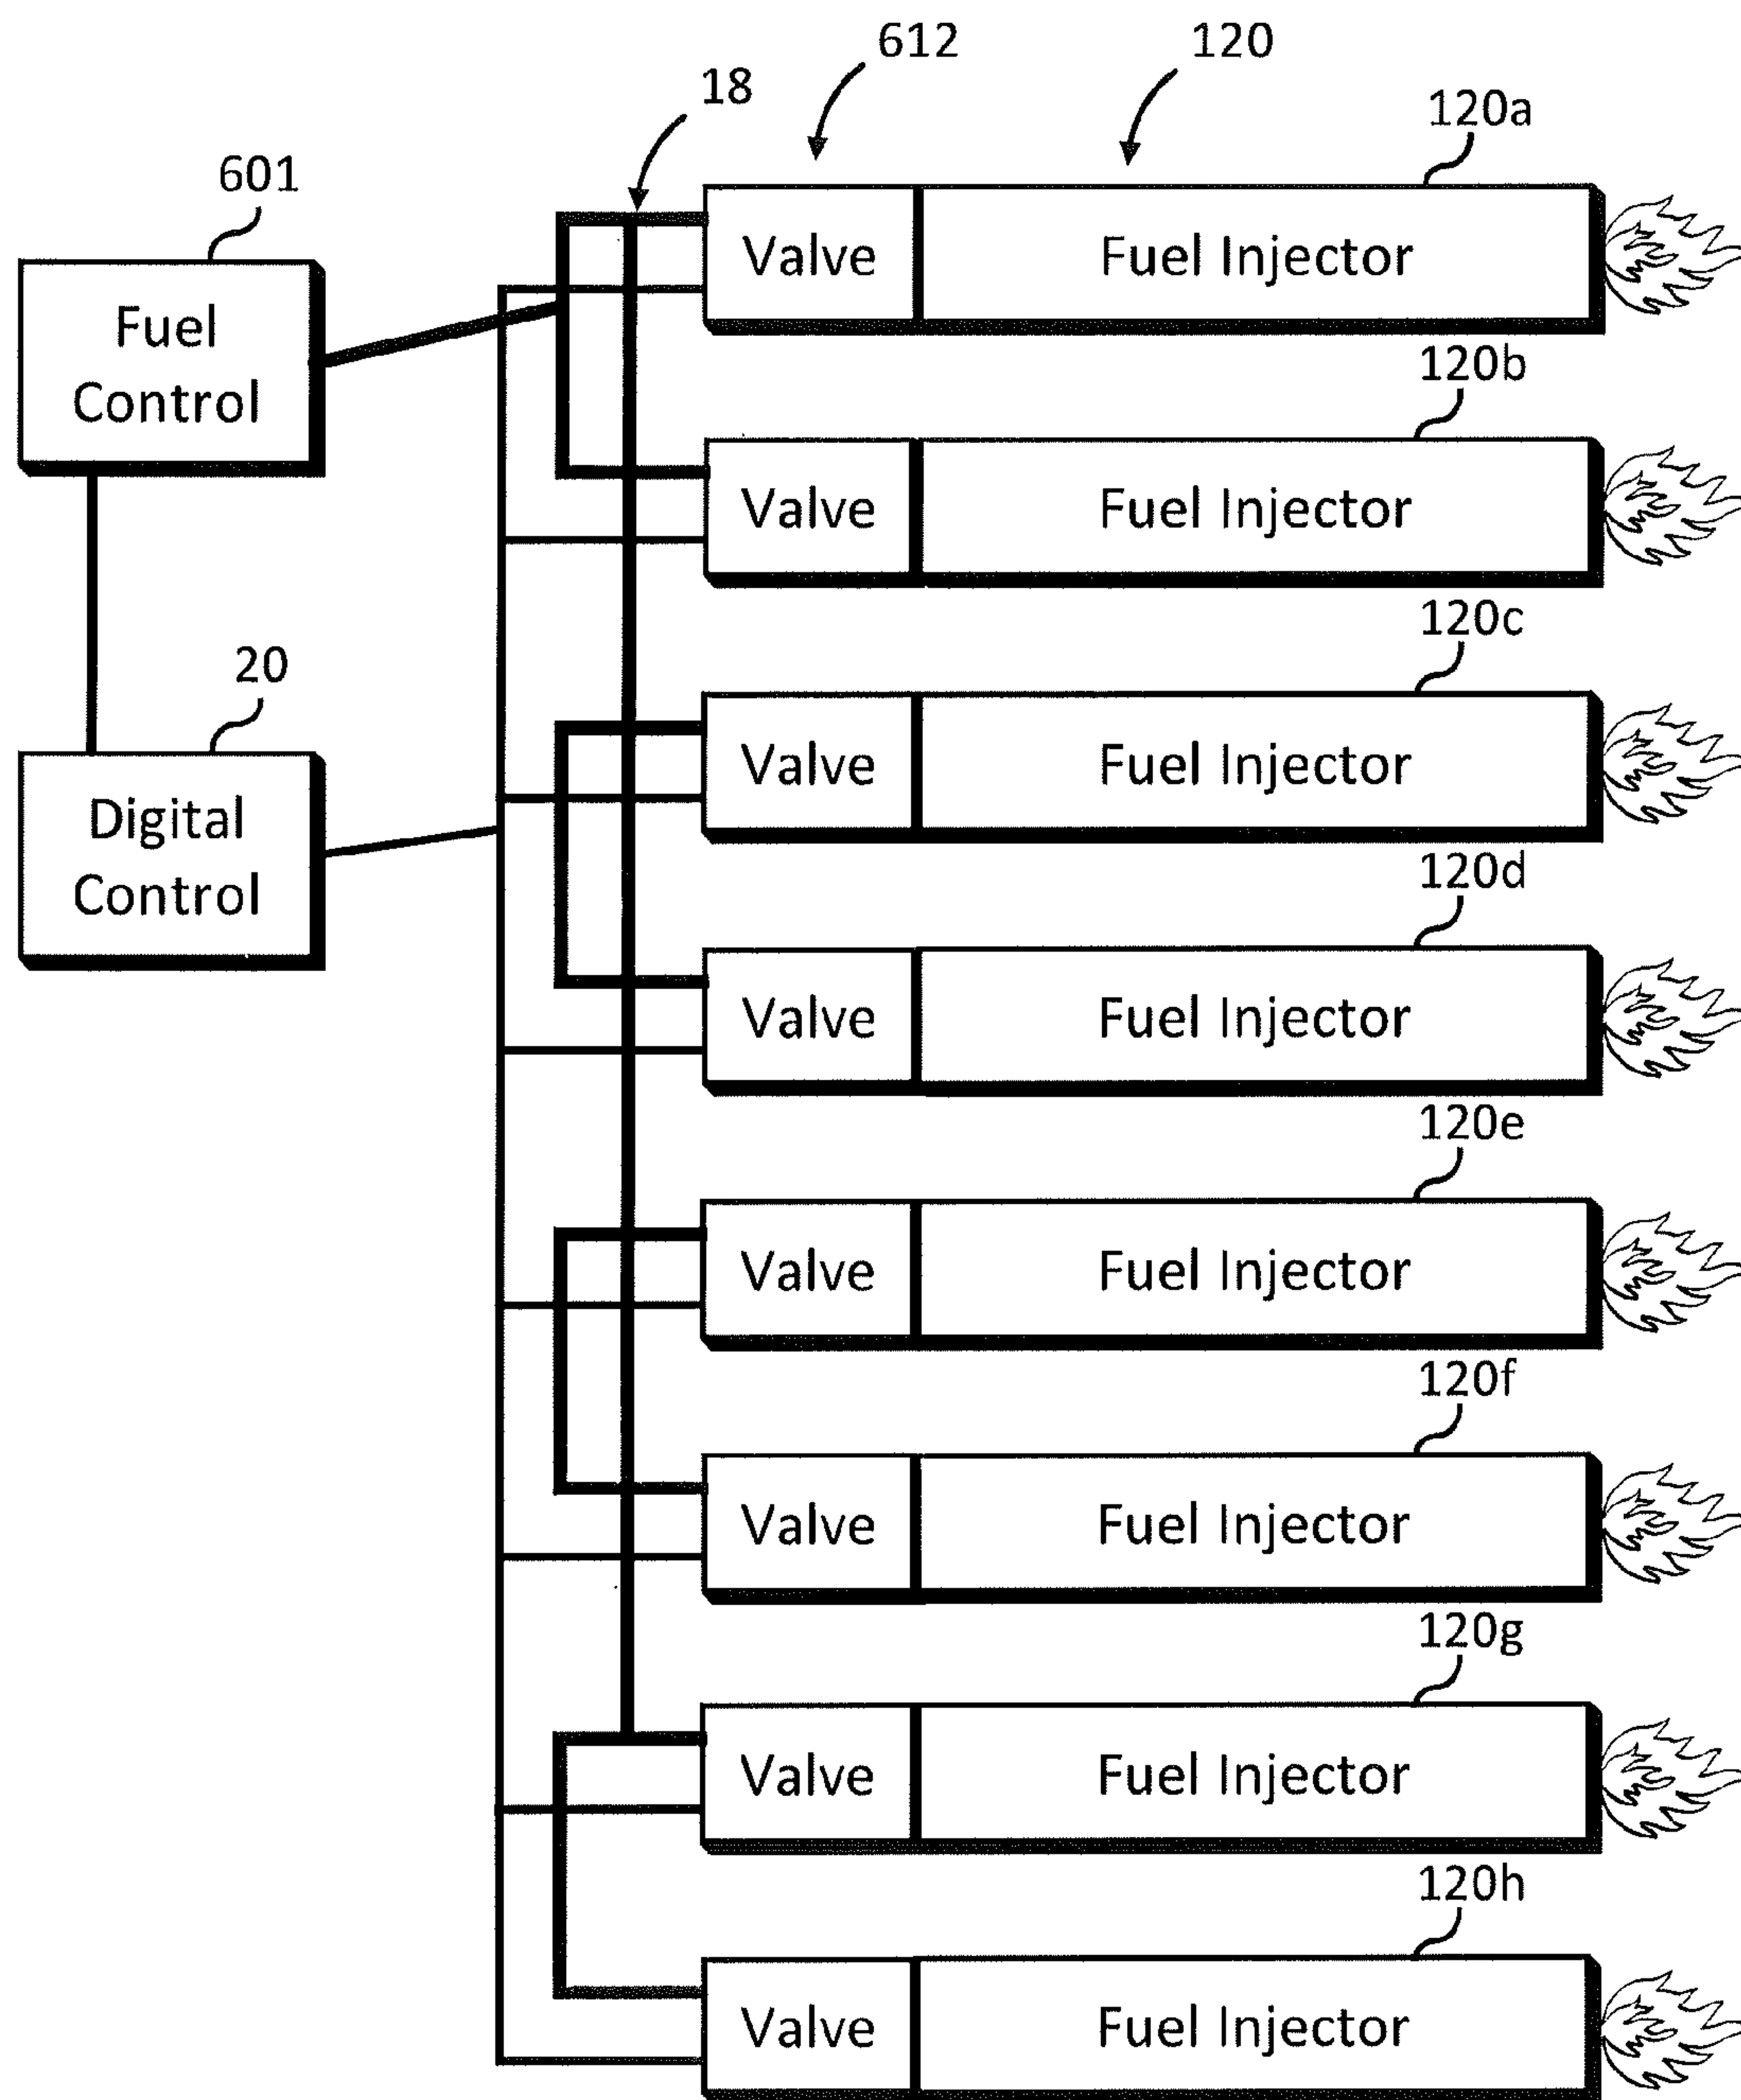 612
120
18
120a
601
Valve
Fuel Injector
Fuel
Control
120b
Valve
Fuel Injector
120c
20
Valve
Fuel Injector
Digital
Control
120d
Valve
Fuel Injector
120e
Valve
Fuel Injector
120f
Valve
Fuel Injector
120g
Valve
Fuel Injector
120h
Valve
Fuel Injector